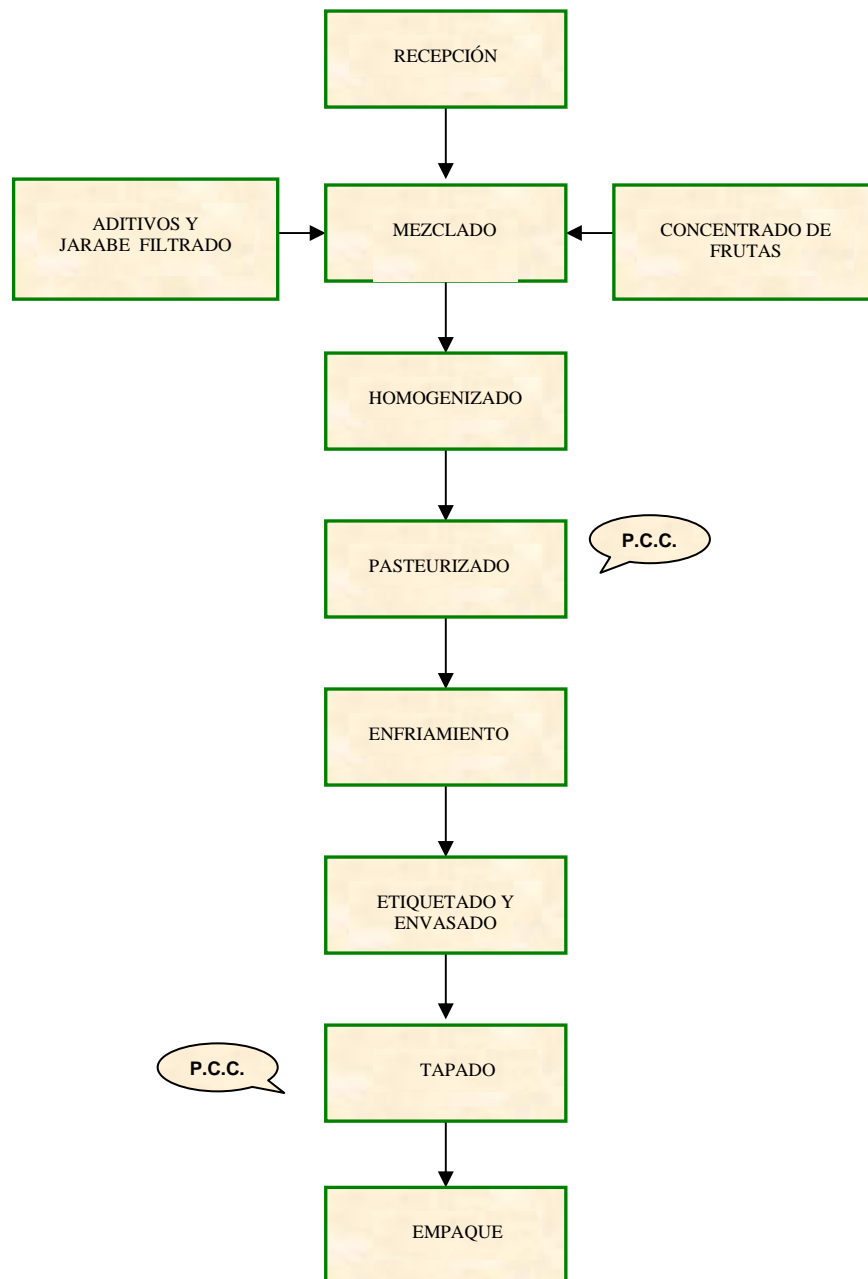 RECEPCIÓN
ADITIVOS Y
JARABE FILTRADO
MEZCLADO
CONCENTRADO DE
FRUTAS
HOMOGENIZADO
P.C.C.
PASTEURIZADO
ENFRIAMIENTO
ETIQUETADO Y
ENVASADO
P.C.C.
TAPADO
EMPAQUE